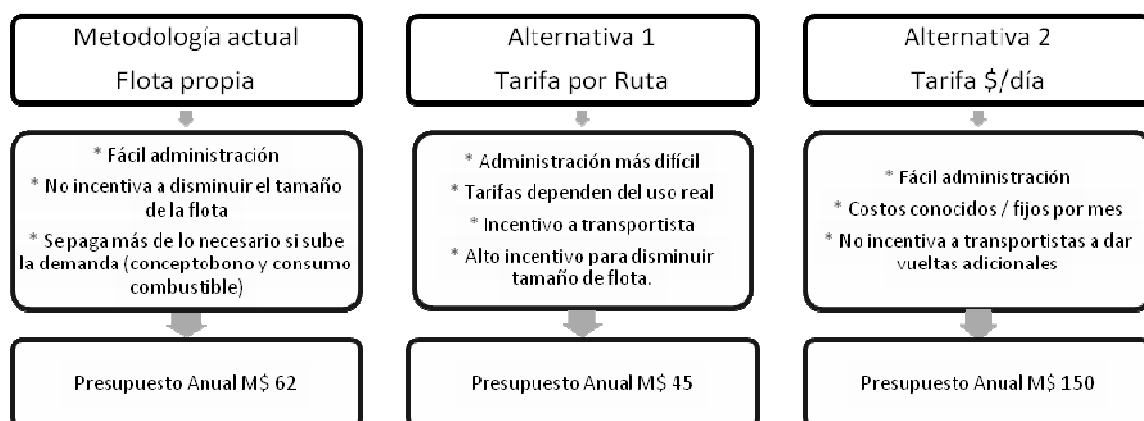 Metodología actual
Flota propia
* Fácil administración
* No incentiva a disminuir el tamaño
de la flota
* Se paga más de lo necesario si sube
la demanda (conceptobono y consumo
combustible)
Presupuesto Anual M$ 62
Alternativa 1
Tarifa por Ruta
* Administración más difícil
* Tarifas dependen del uso real
* Incentivo a transportista
* Alto incentivo para disminuir
tamaño de flota.
Presupuesto Anual M$ 45
Alternativa 2
Tarifa $/día
* Fácil administración
* Costos conocidos / fijos por mes
* No incentiva a transportistas a dar
vueltas adicionales
Presupuesto Anual M$ 150